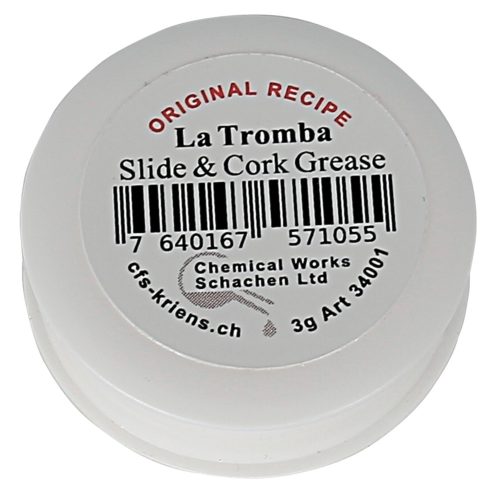 ORIGINAL RECIPE
La Tromba
Slide & Cork Grease
7 640167 571055
Chemical Works
Schachen Ltd
cfs-kriens.ch
3g Art 34001